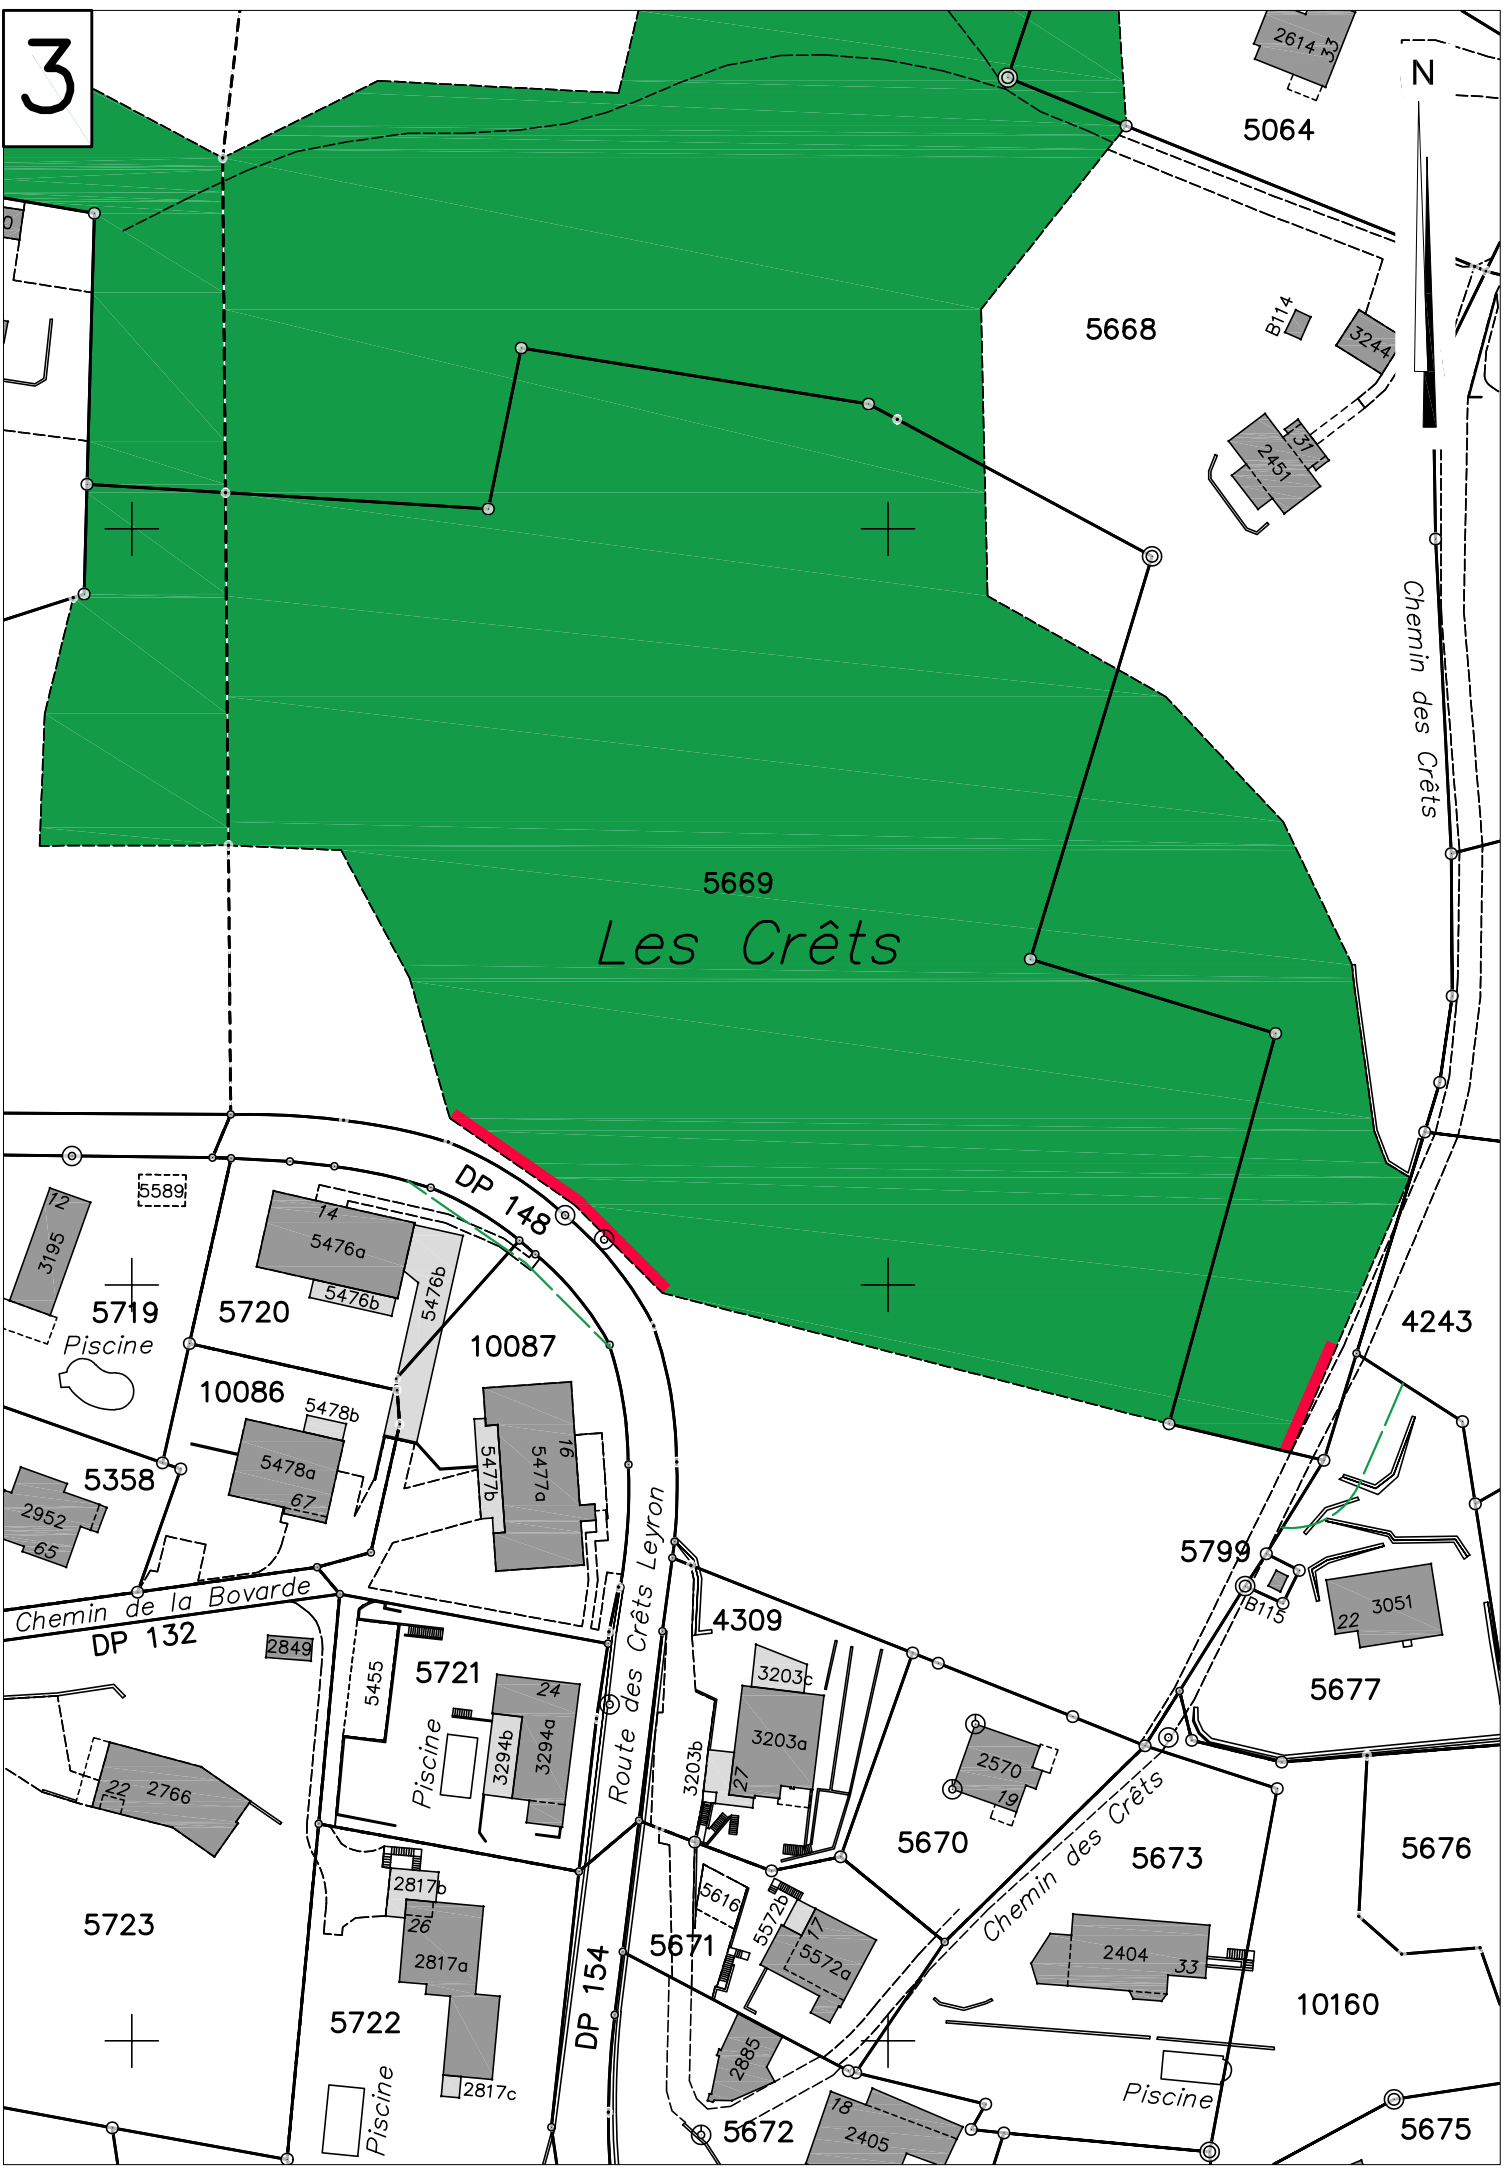 3
2614
33
N
5064
0
5668
B114
3244
31
2451
Chemin des Crêts
5669
Les Crêts
DP 148
12
3195
5589
14
5476a
5476b
5476b
5719
Piscine
5720
10087
4243
10086
5478b
5478a
67
5358
2952
65
5477b
5477a
16
Route des Crêts Leyron
5799
B115
22
3051
Chemin de la Bovarde
DP 132
2849
4309
5455
5721
24
3294b
3294a
Piscine
3203c
3203a
3203b
27
5677
2570
19
22
2766
5670
Chemin des Crêts
5673
5676
2817b
26
2817a
5723
5616
5671
5572b
17
5572a
2404
33
DP 154
5722
10160
2885
Piscine
2817c
Piscine
5672
18
2405
5675